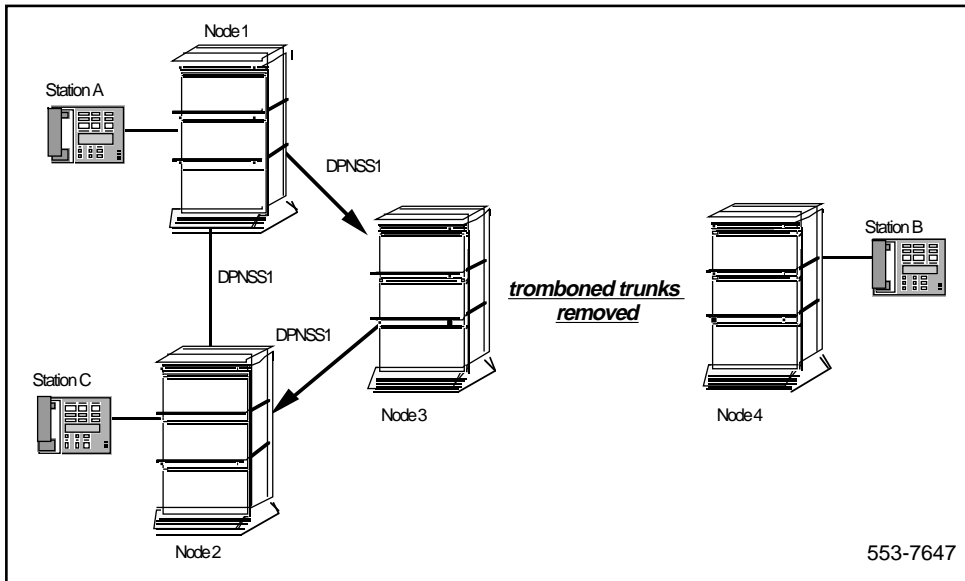 Node 1
Station A
DPNSS1
Station B
DPNSS1
tromboned trunks
removed
DPNSS1
Station C
Node 3
Node 4
Node 2
553-7647